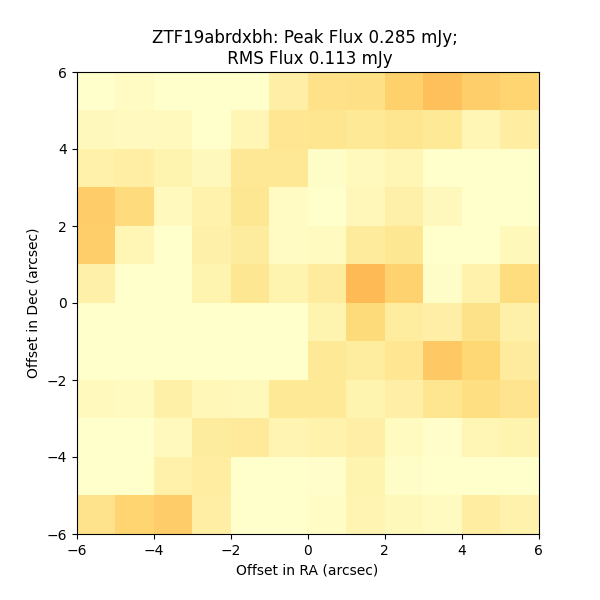 ZTF19abrdxbh: Peak Flux 0.285 mJy;
RMS Flux 0.113 mJy
6
4
2
0
−2
−4
−6
Offset in Dec (arcsec)
−6 −4 −2 0 2 4 6
Offset in RA (arcsec)